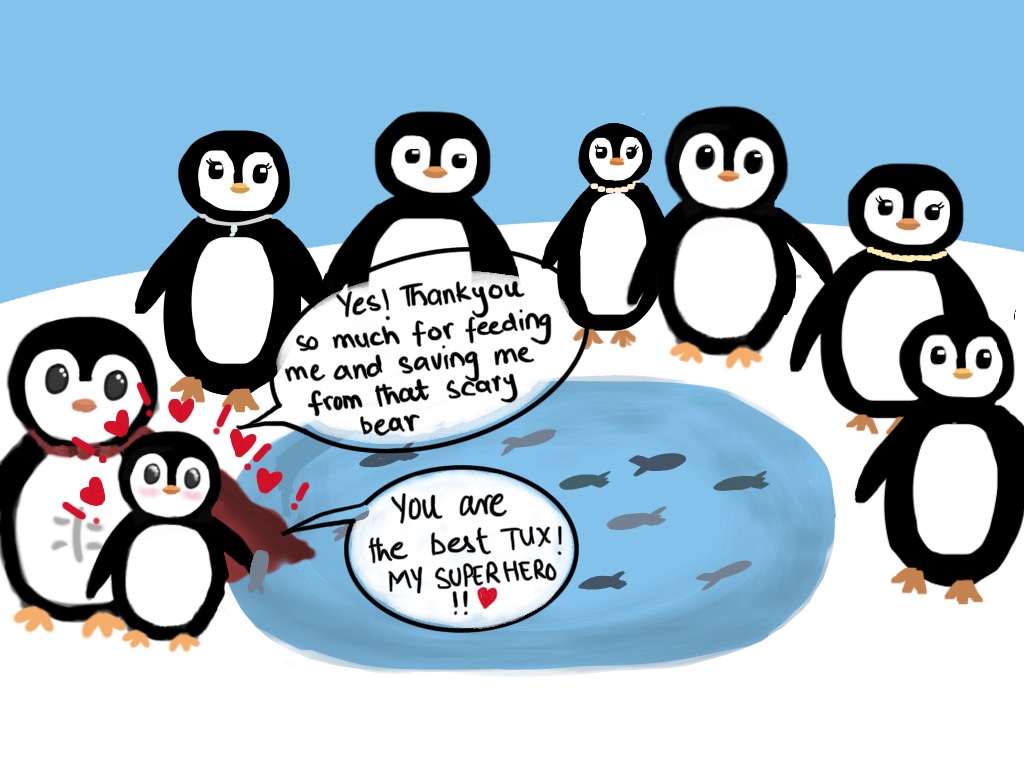 Yes! Thankyou
so much for feeding
me and saving me
from that scary
bear
You are
the best TUX!
MY SUPERHERO
!!